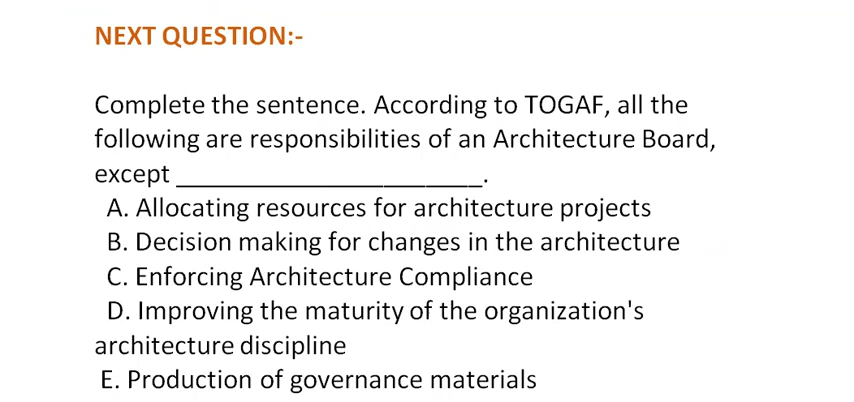 NEXT QUESTION:-
Complete the sentence. According to TOGAF, all the
following are responsibilities of an Architecture Board,
except ______________________.
A. Allocating resources for architecture projects
B. Decision making for changes in the architecture
C. Enforcing Architecture Compliance
D. Improving the maturity of the organization's
architecture discipline
E. Production of governance materials